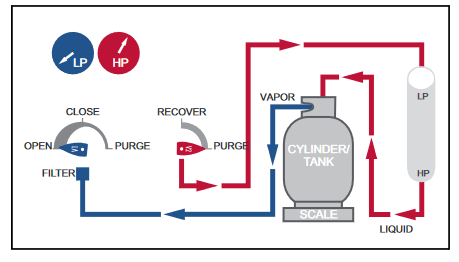 LP
HP
CLOSE
OPEN
PURGE
FILTER
RECOVER
PURGE
VAPOR
CYLINDER/
TANK
SCALE
LIQUID
LP
HP